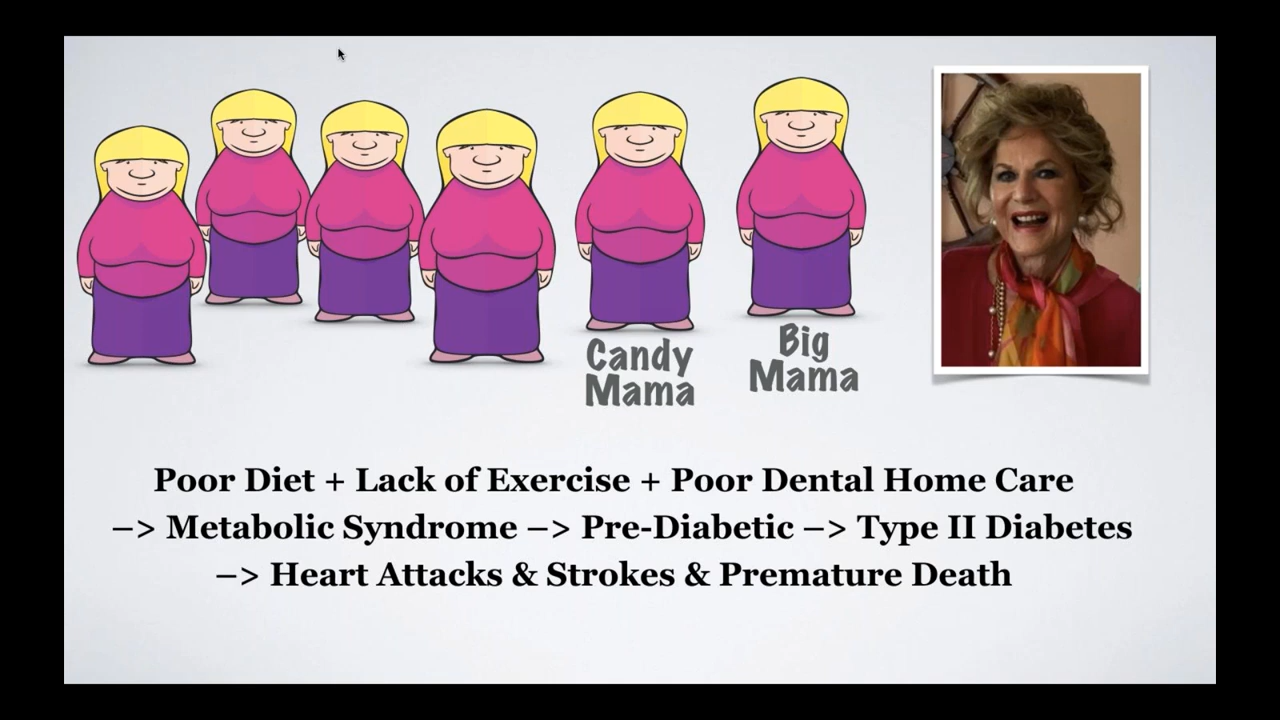 Candy
Mama
Big
Mama
Poor Diet + Lack of Exercise + Poor Dental Home Care
–> Metabolic Syndrome –> Pre-Diabetic –> Type II Diabetes
–> Heart Attacks & Strokes & Premature Death